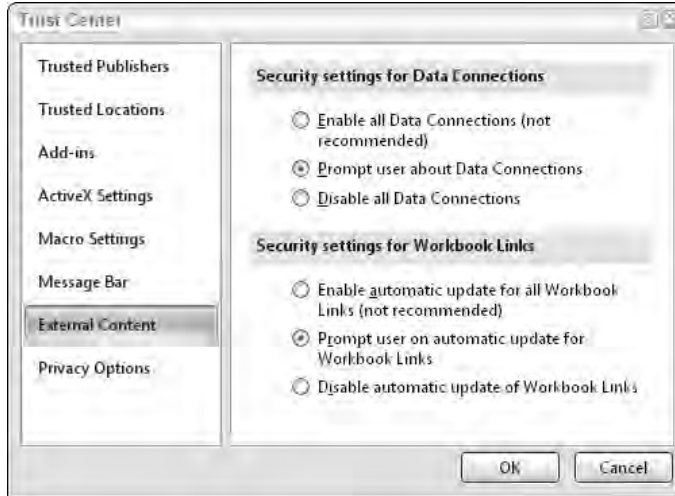 Trust Center
Trusted Publishers
Trusted Locations
Add-ins
ActiveX Settings
Macro Settings
Message Bar
External Content
Privacy Options
Security settings for Data Connections
Enable all Data Connections (not
recommended)
Prompt user about Data Connections
Disable all Data Connections
Security settings for Workbook Links
Enable automatic update for all Workbook
Links (not recommended)
Prompt user on automatic update for
Workbook Links
Disable automatic update of Workbook Links
OK
Cancel